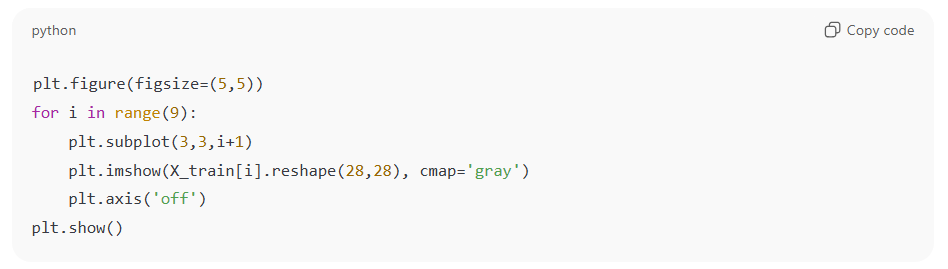 python
Copy code
plt.figure(figsize=(5,5))
for i in range(9):
    plt.subplot(3,3,i+1)
    plt.imshow(X_train[i].reshape(28,28), cmap='gray')
    plt.axis('off')
plt.show()